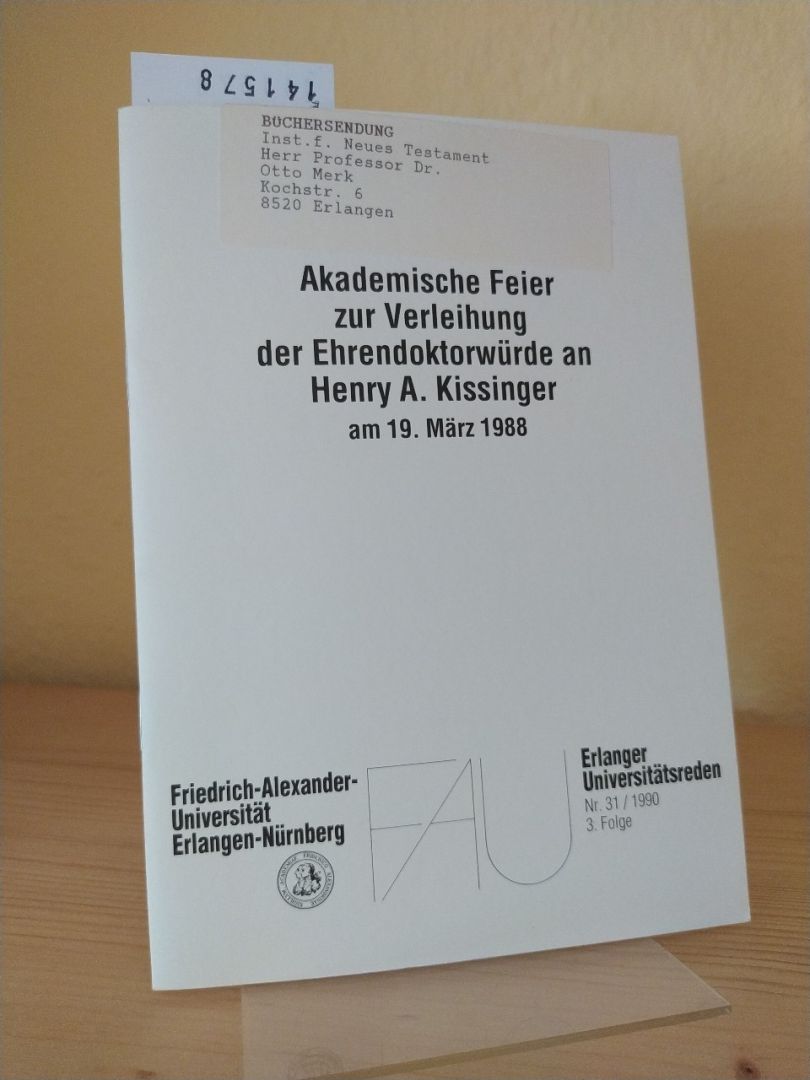 141578
BÜCHERSENDUNG
Inst.f. Neues Testament
Herr Professor Dr.
Otto Merk
Kochstr. 6
8520 Erlangen
Akademische Feier
zur Verleihung
der Ehrendoktorwürde an
Henry A. Kissinger
am 19. März 1988
Friedrich-Alexander-
Universität
Erlangen-Nürnberg
FAU
Erlanger
Universitätsreden
Nr. 31 / 1990
3. Folge